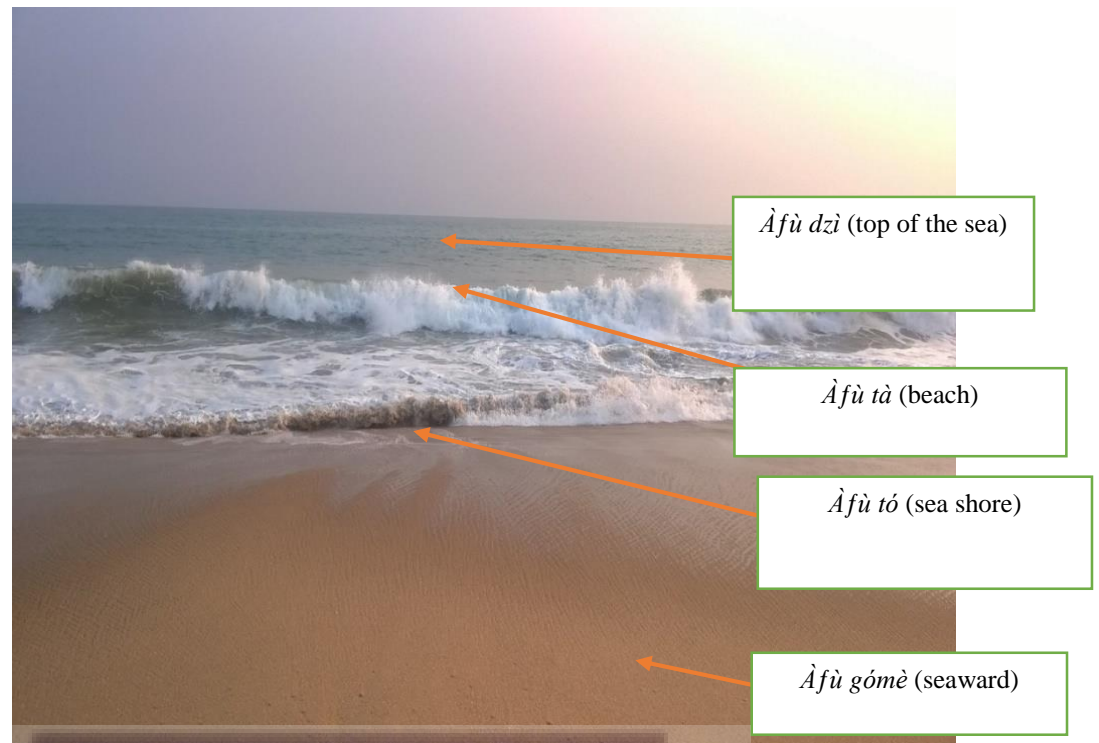 Àfù dzì (top of the sea)
Àfù tà (beach)
Àfù tó (sea shore)
Àfù gómè (seaward)